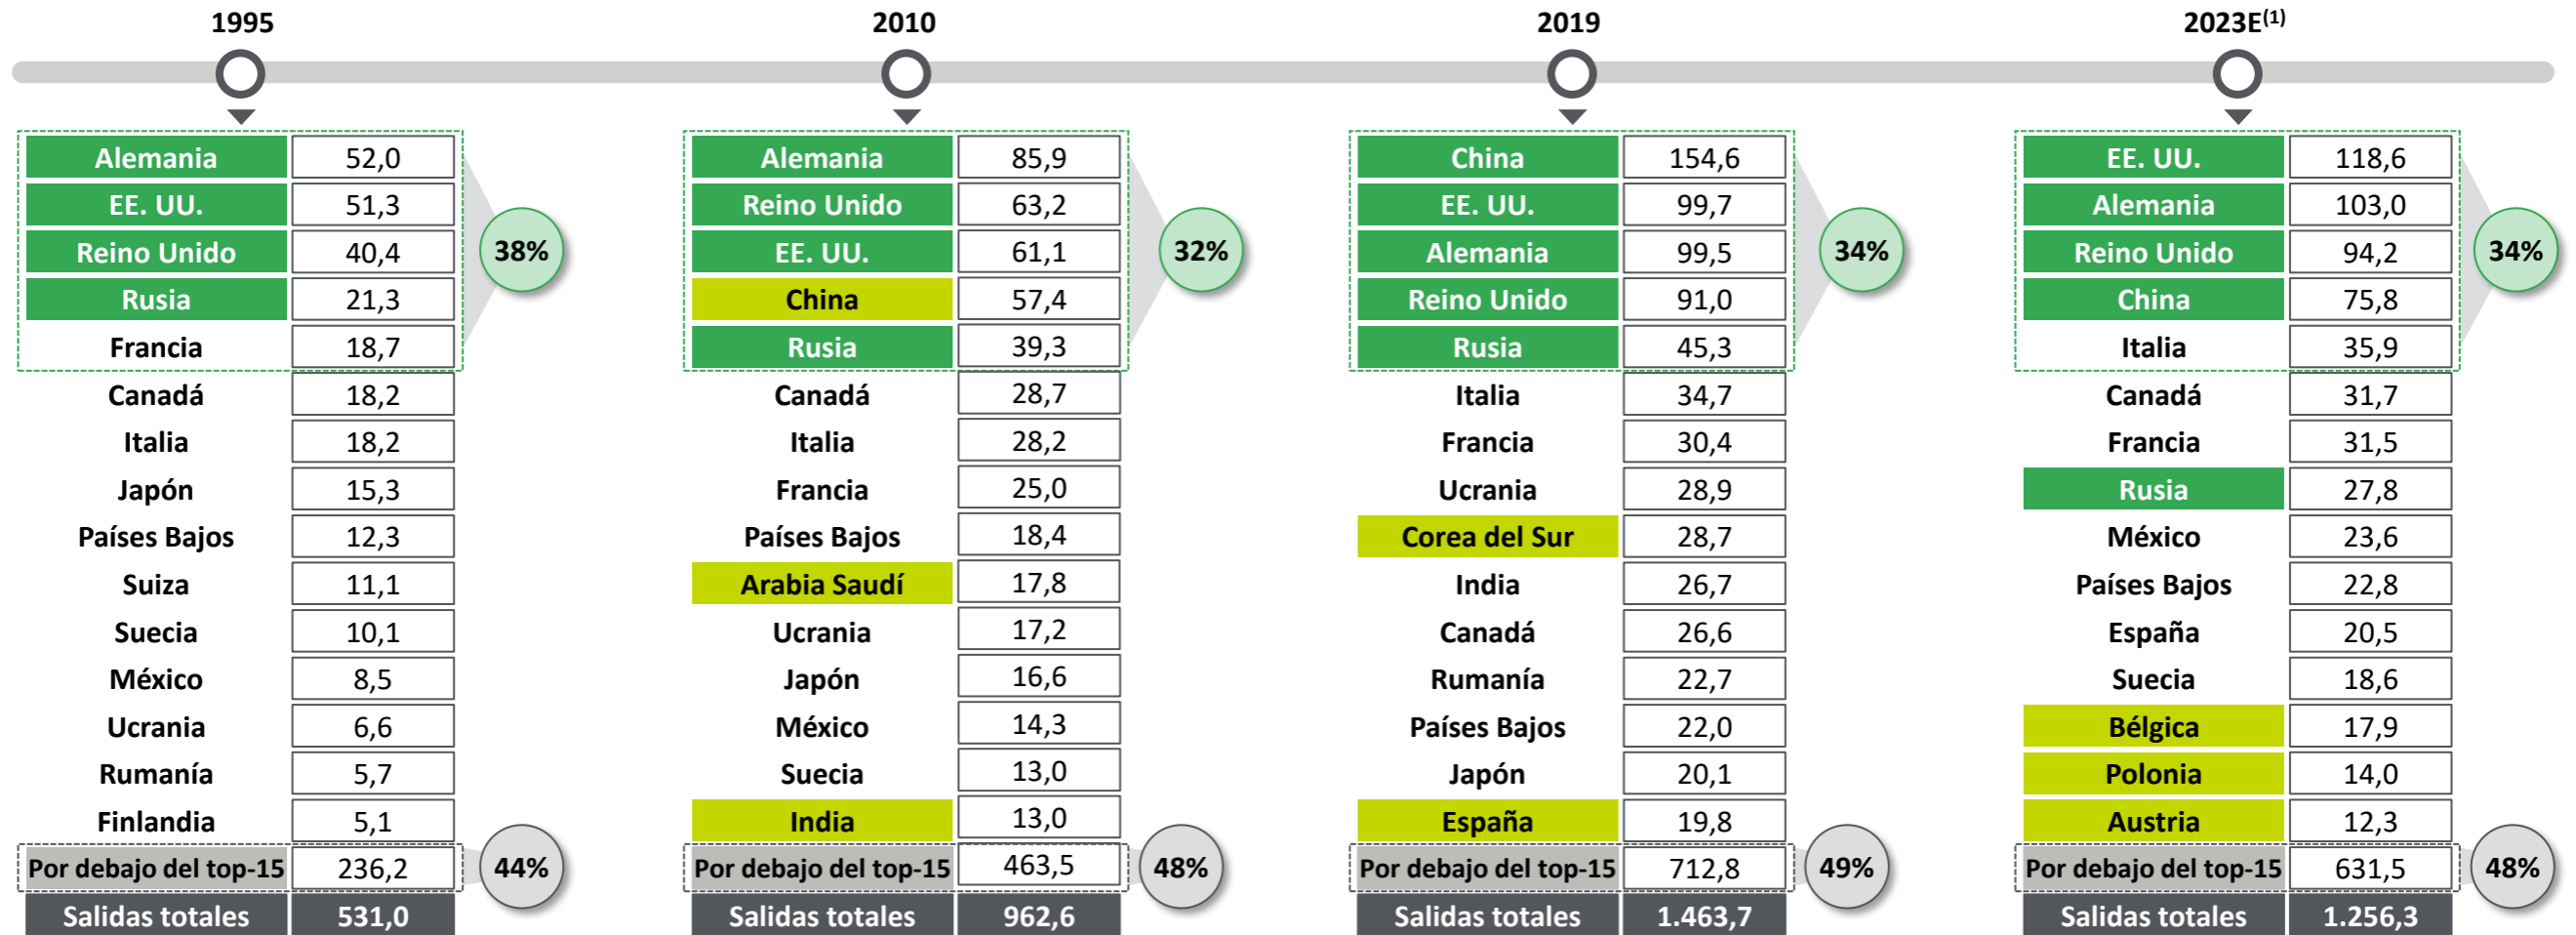 1995
Alemania 52,0
EE. UU. 51,3
Reino Unido 40,4
Rusia 21,3
Francia 18,7
38%
Canadá 18,2
Italia 18,2
Japón 15,3
Países Bajos 12,3
Suiza 11,1
Suecia 10,1
México 8,5
Ucrania 6,6
Rumanía 5,7
Finlandia 5,1
Por debajo del top-15 236,2 44%
Salidas totales 531,0
2010
Alemania 85,9
Reino Unido 63,2
EE. UU. 61,1
China 57,4
Rusia 39,3
32%
Canadá 28,7
Italia 28,2
Francia 25,0
Países Bajos 18,4
Arabia Saudí 17,8
Ucrania 17,2
Japón 16,6
México 14,3
Suecia 13,0
India 13,0
Por debajo del top-15 463,5 48%
Salidas totales 962,6
2019
China 154,6
EE. UU. 99,7
Alemania 99,5
Reino Unido 91,0
Rusia 45,3
34%
Italia 34,7
Francia 30,4
Ucrania 28,9
Corea del Sur 28,7
India 26,7
Canadá 26,6
Rumanía 22,7
Países Bajos 22,0
Japón 20,1
España 19,8
Por debajo del top-15 712,8 49%
Salidas totales 1.463,7
2023E(1)
EE. UU. 118,6
Alemania 103,0
Reino Unido 94,2
China 75,8
Italia 35,9
34%
Canadá 31,7
Francia 31,5
Rusia 27,8
México 23,6
Países Bajos 22,8
España 20,5
Suecia 18,6
Bélgica 17,9
Polonia 14,0
Austria 12,3
Por debajo del top-15 631,5 48%
Salidas totales 1.256,3